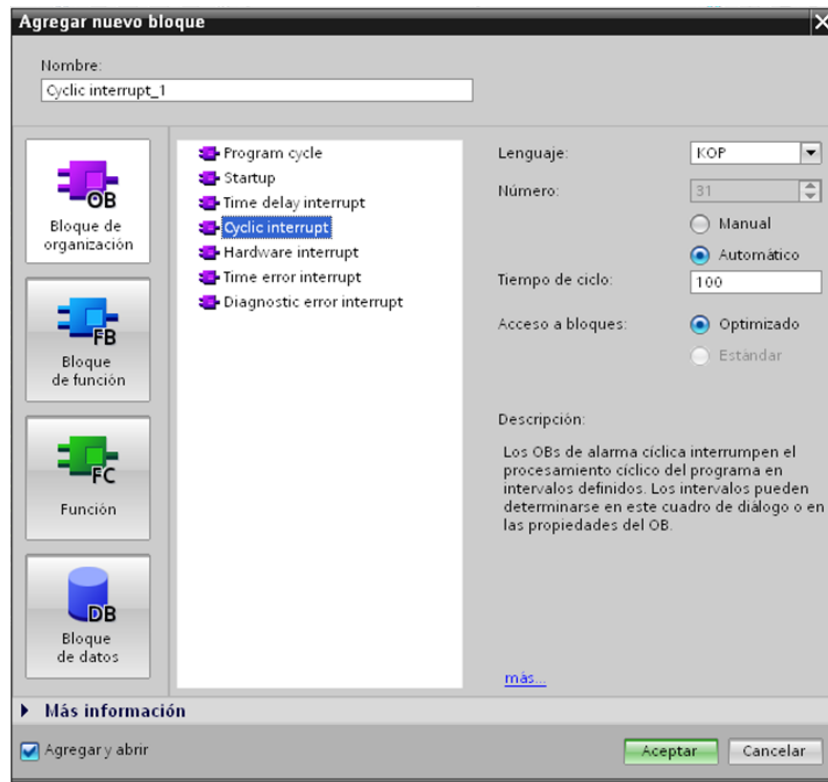 Agregar nuevo bloque
Nombre:
Cyclic interrupt_1
OB
Bloque de
organización
FB
Bloque
de función
FC
Función
DB
Bloque
de datos
Program cycle
Startup
Time delay interrupt
Cyclic interrupt
Hardware interrupt
Time error interrupt
Diagnostic error interrupt
Lenguaje: KOP
Número: 31
Manual
Automático
Tiempo de ciclo: 100
Acceso a bloques: Optimizado
Estándar
Descripción:
Los OBs de alarma cíclica interrumpen el
procesamiento cíclico del programa en
intervalos definidos. Los intervalos pueden
determinarse en este cuadro de diálogo o en
las propiedades del OB.
más...
Más información
Agregar y abrir
Aceptar
Cancelar